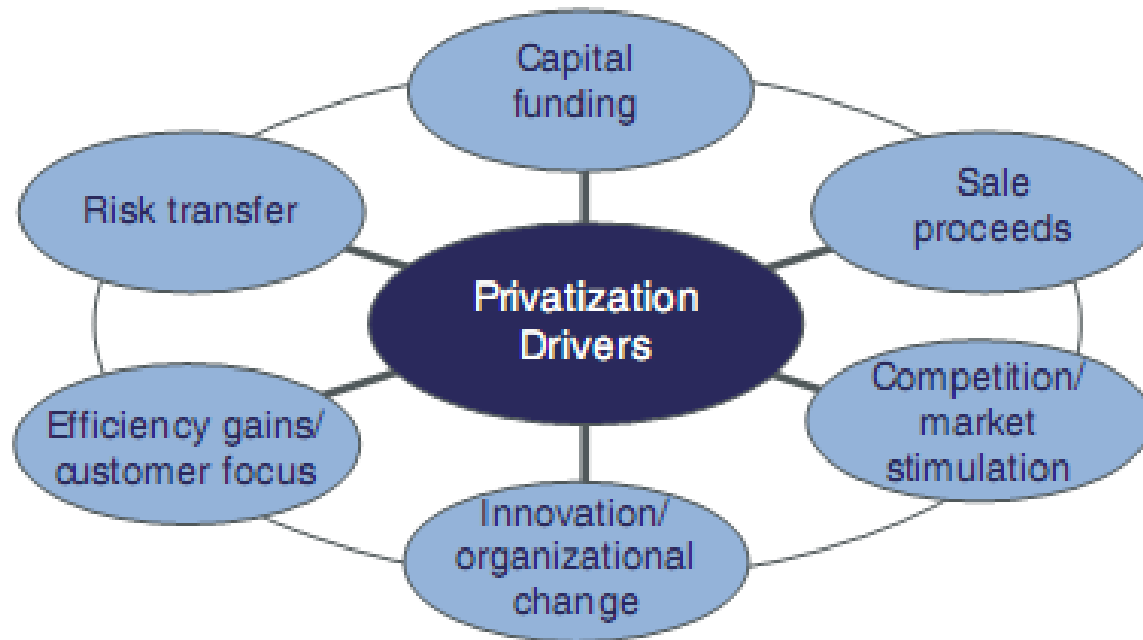 Capital
funding
Sale
proceeds
Competition/
market
stimulation
Innovation/
organizational
change
Efficiency gains/
customer focus
Risk transfer
Privatization
Drivers